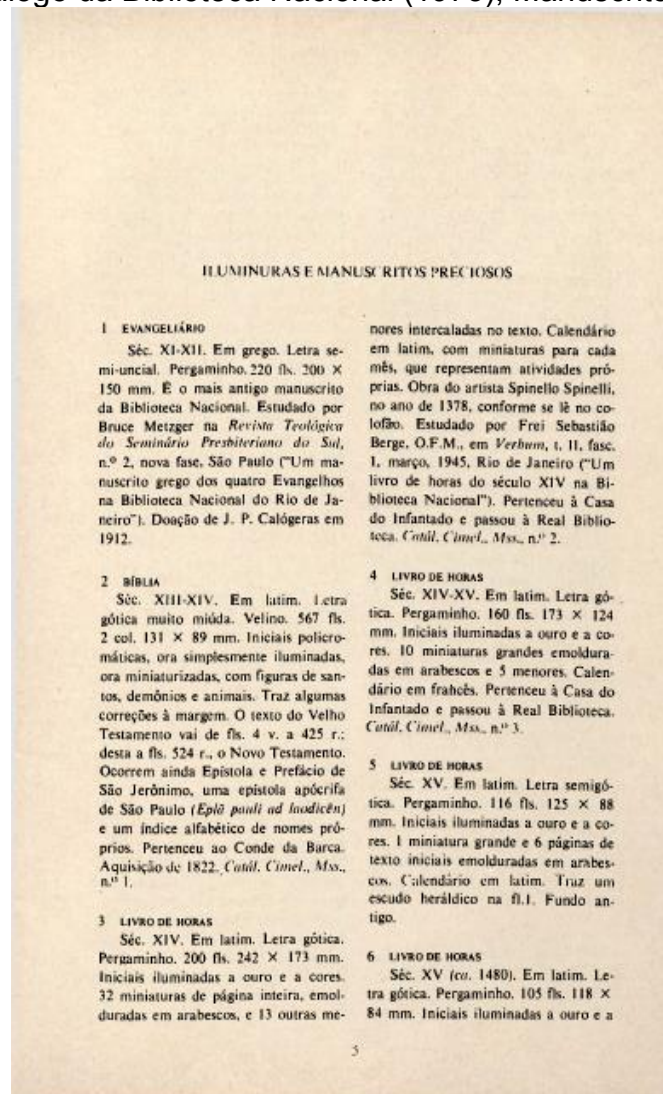 da Biblioteca Nacional (1973), Manuscrito
ILUMINURAS E MANUSCRITOS PRECIOSOS
1 EVANGELIÁRIO
Séc. XI-XII. Em grego. Letra se-
mi-uncial. Pergaminho. 220 fls. 200 ×
150 mm. É o mais antigo manuscrito
da Biblioteca Nacional. Estudado por
Bruce Metzger na Revista Teológica
do Seminário Presbiteriano do Sul,
n.º 2, nova fase, São Paulo ("Um ma-
nuscrito grego dos quatro Evangelhos
na Biblioteca Nacional do Rio de Ja-
neiro"). Doação de J. P. Calógeras em
1912.
2 BÍBLIA
Séc. XIII-XIV. Em latim. Letra
gótica muito miúda. Velino. 567 fls.
2 col. 131 × 89 mm. Iniciais policro-
máticas, ora simplesmente iluminadas,
ora miniaturizadas, com figuras de san-
tos, demônios e animais. Traz algumas
correções à margem. O texto do Velho
Testamento vai de fls. 4 v. a 425 r.:
desta a fls. 524 r., o Novo Testamento.
Ocorrem ainda Epístola e Prefácio de
São Jerônimo, uma epístola apócrifa
de São Paulo (Eplã pauli ad laodicên)
e um índice alfabético de nomes pró-
prios. Pertenceu ao Conde da Barca.
Aquisição de 1822. Catál. Cimel., Mss.,
n.º 1.
3 LIVRO DE HORAS
Séc. XIV. Em latim. Letra gótica.
Pergaminho. 200 fls. 242 × 173 mm.
Iniciais iluminadas a ouro e a cores.
32 miniaturas de página inteira, emol-
duradas em arabescos, e 13 outras me-
nores intercaladas no texto. Calendário
em latim, com miniaturas para cada
mês, que representam atividades pró-
prias. Obra do artista Spinello Spinelli,
no ano de 1378, conforme se lê no co-
lofão. Estudado por Frei Sebastião
Berge, O.F.M., em Verbum, t. II, fasc.
1, março, 1945, Rio de Janeiro ("Um
livro de horas do século XIV na Bi-
blioteca Nacional"). Pertenceu à Casa
do Infantado e passou à Real Biblio-
teca. Catál. Cimel., Mss., n.º 2.
4 LIVRO DE HORAS
Séc. XIV-XV. Em latim. Letra gó-
tica. Pergaminho. 160 fls. 173 × 124
mm. Iniciais iluminadas a ouro e a co-
res. 10 miniaturas grandes emoldura-
das em arabescos e 5 menores. Calen-
dário em francês. Pertenceu à Casa do
Infantado e passou à Real Biblioteca.
Catál. Cimel., Mss., n.º 3.
5 LIVRO DE HORAS
Séc. XV. Em latim. Letra semigó-
tica. Pergaminho. 116 fls. 125 × 88
mm. Iniciais iluminadas a ouro e a co-
res. 1 miniatura grande e 6 páginas de
texto iniciais emolduradas em arabes-
cos. Calendário em latim. Traz um
escudo heráldico na fl.1. Fundo an-
tigo.
6 LIVRO DE HORAS
Séc. XV (ca. 1480). Em latim. Le-
tra gótica. Pergaminho. 105 fls. 118 ×
84 mm. Iniciais iluminadas a ouro e a
5